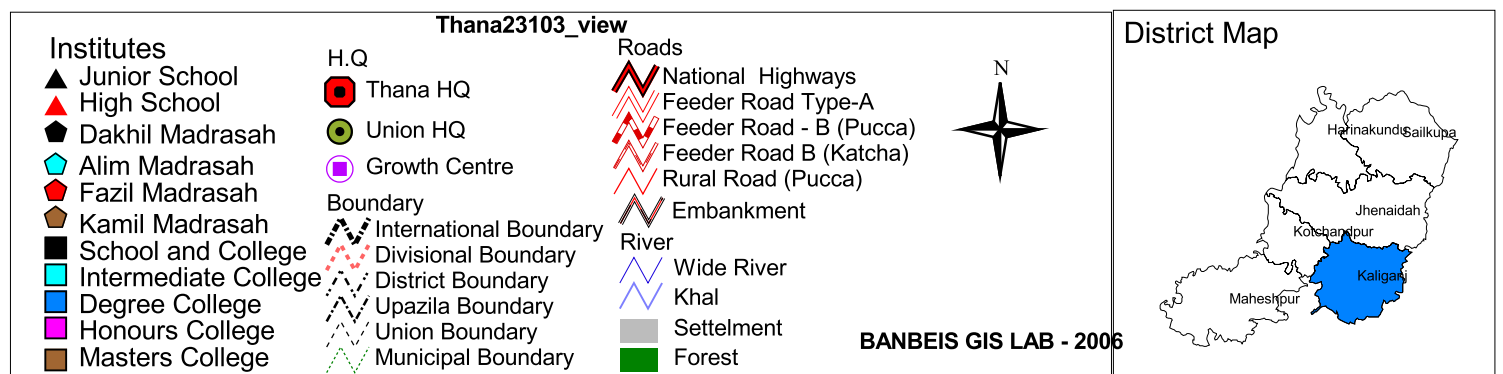 Thana23103_view
Institutes
Junior School
High School
Dakhil Madrasah
Alim Madrasah
Fazil Madrasah
Kamil Madrasah
School and College
Intermediate College
Degree College
Honours College
Masters College
H.Q
Thana HQ
Union HQ
Growth Centre
Boundary
International Boundary
Divisional Boundary
District Boundary
Upazila Boundary
Union Boundary
Municipal Boundary
Roads
National Highways
Feeder Road Type-A
Feeder Road - B (Pucca)
Feeder Road B (Katcha)
Rural Road (Pucca)
Embankment
River
Wide River
Khal
Settelment
Forest
N
BANBEIS GIS LAB - 2006
District Map
Harinakundu
Sailkupa
Jhenaidah
Kotchandpur
Kaliganj
Maheshpur